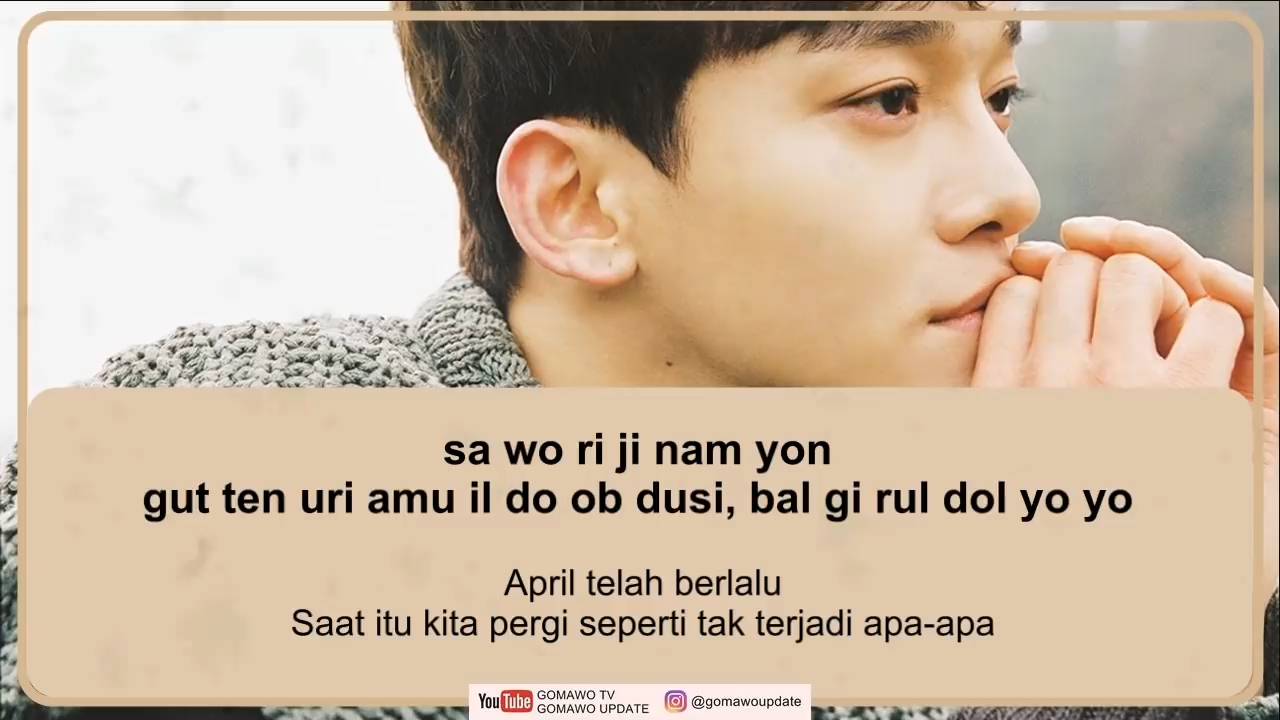 sa wo ri ji nam yon
gut ten uri amu il do ob dusi, bal gi rul dol yo yo
April telah berlalu
Saat itu kita pergi seperti tak terjadi apa-apa
YouTube GOMAWO TV
GOMAWO UPDATE
@gomawoupdate